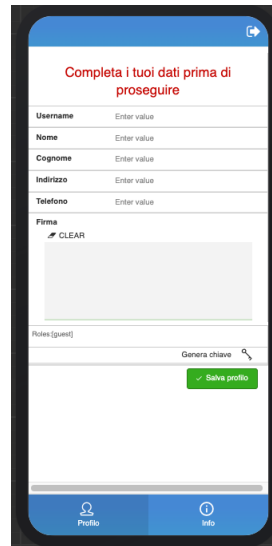 Completa i tuoi dati prima di
proseguire
Username Enter value
Nome Enter value
Cognome Enter value
Indirizzo Enter value
Telefono Enter value
Firma
CLEAR
Roles:[guest]
Genera chiave
Salva profilo
Profilo Info